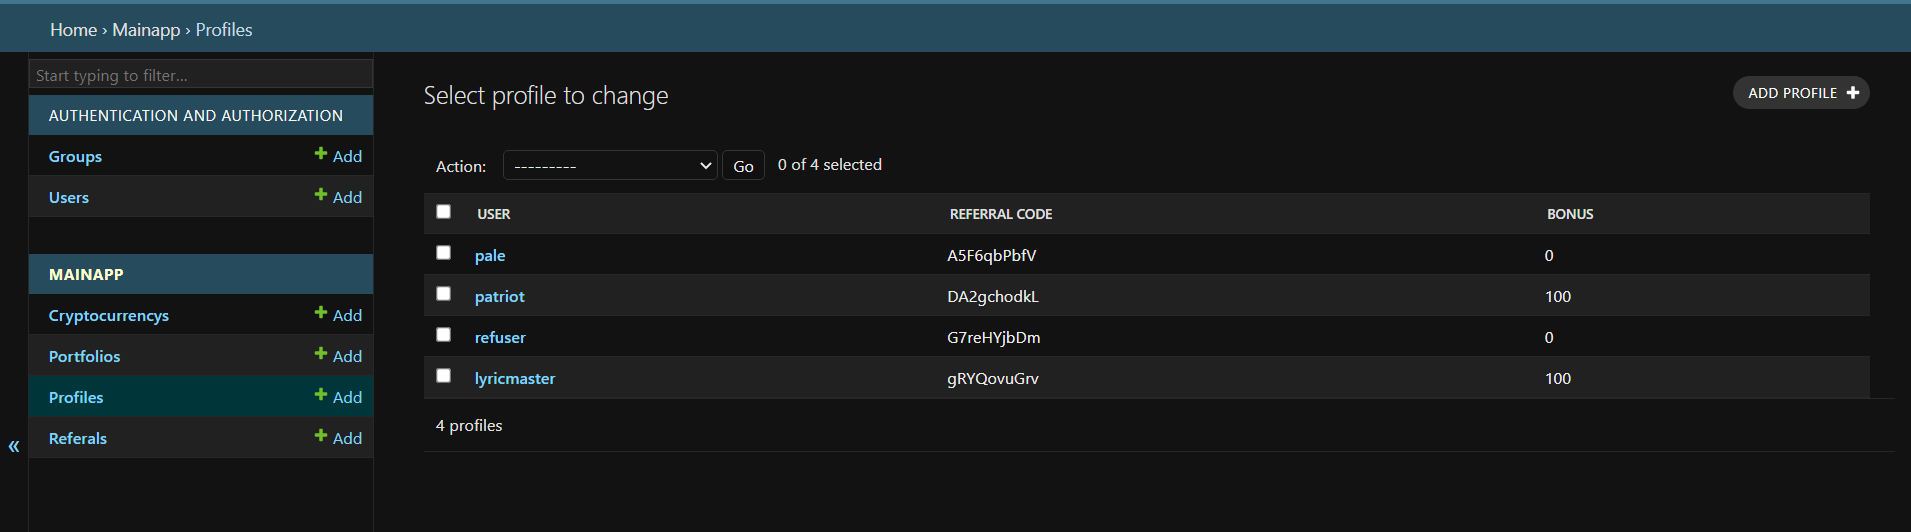 Home › Mainapp › Profiles
Start typing to filter...
AUTHENTICATION AND AUTHORIZATION
Groups + Add
Users + Add
MAINAPP
Cryptocurrencys + Add
Portfolios + Add
Profiles + Add
Referals + Add
«
Select profile to change
ADD PROFILE +
Action: --------- Go 0 of 4 selected
USER REFERRAL CODE BONUS
pale A5F6qbPbfV 0
patriot DA2gchodkL 100
refuser G7reHYjbDm 0
lyricmaster gRYQovuGrv 100
4 profiles